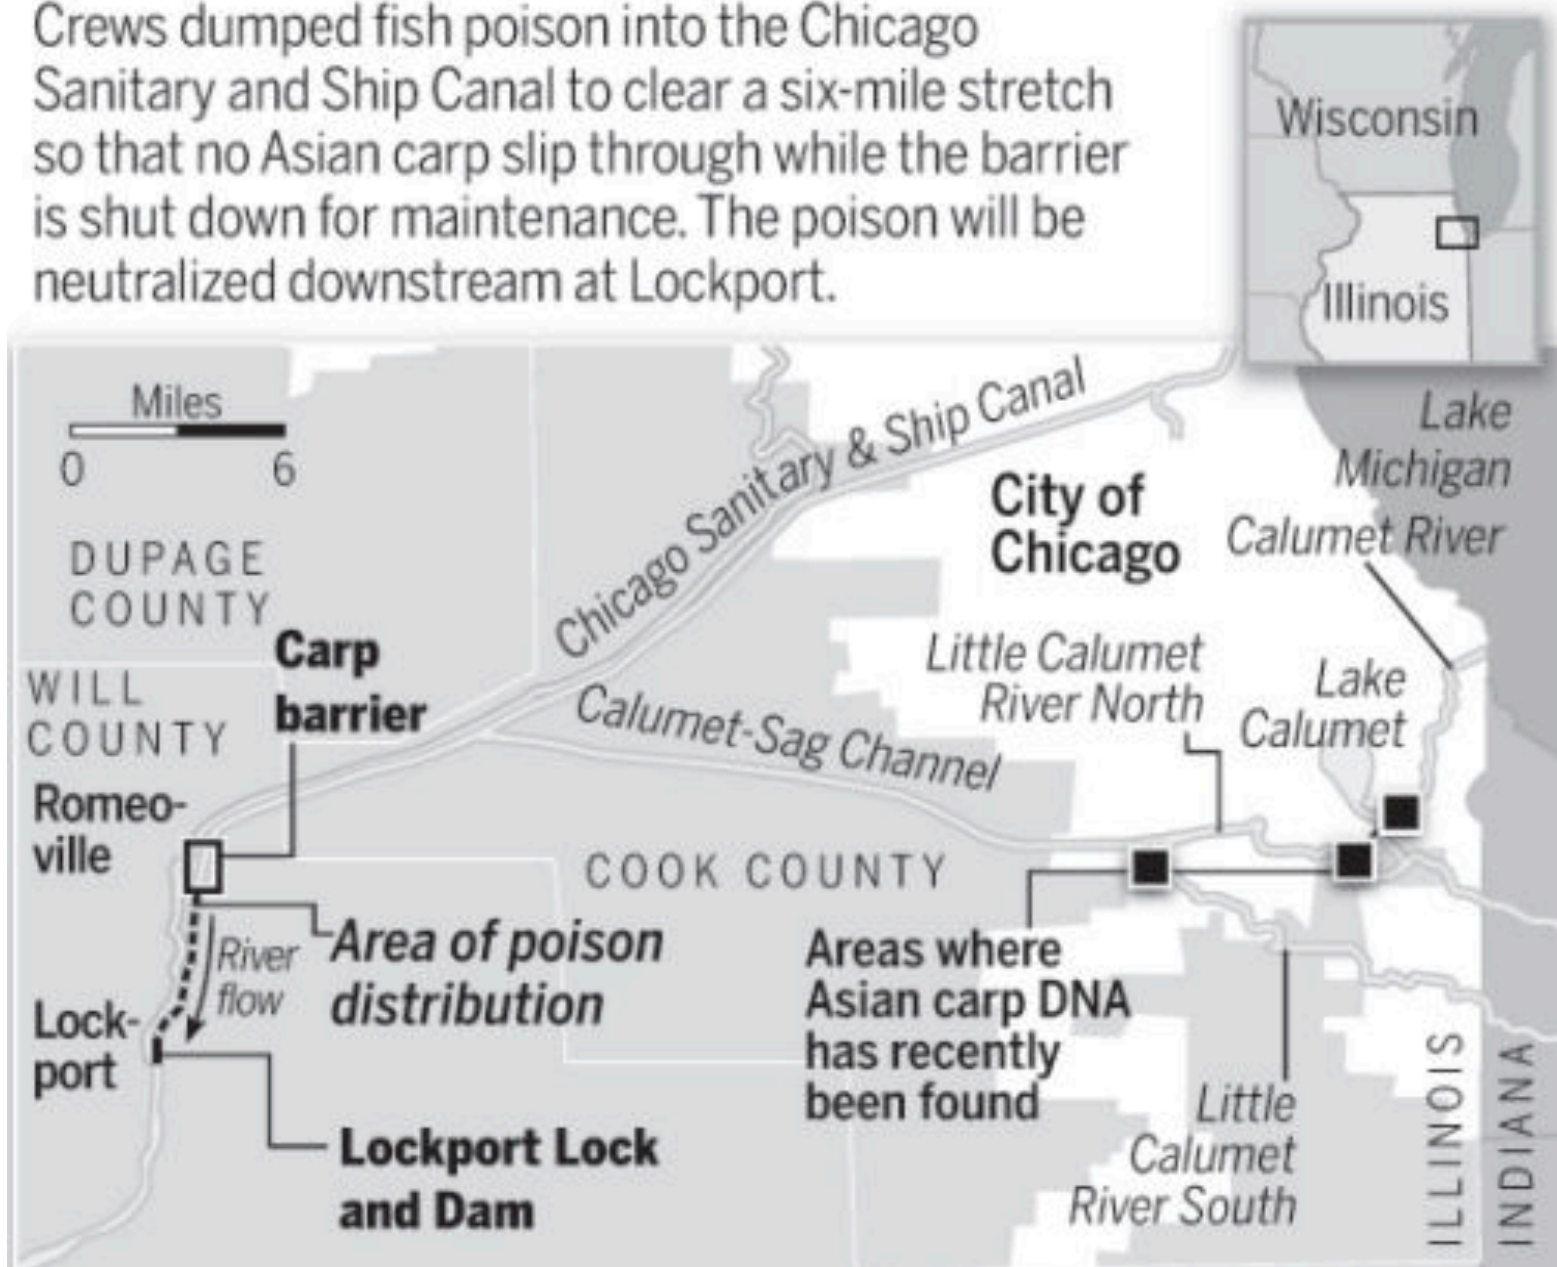 Crews dumped fish poison into the Chicago
Sanitary and Ship Canal to clear a six-mile stretch
so that no Asian carp slip through while the barrier
is shut down for maintenance. The poison will be
neutralized downstream at Lockport.
Wisconsin
Illinois
Miles
0 6
DUPAGE
COUNTY
WILL
COUNTY
Carp
barrier
Romeo-
ville
Chicago Sanitary & Ship Canal
City of
Chicago
Lake
Michigan
Calumet River
Little Calumet
River North
Lake
Calumet
Calumet-Sag Channel
COOK COUNTY
Area of poison
distribution
River
flow
Lock-
port
Lockport Lock
and Dam
Areas where
Asian carp DNA
has recently
been found
Little
Calumet
River South
ILLINOIS
INDIANA